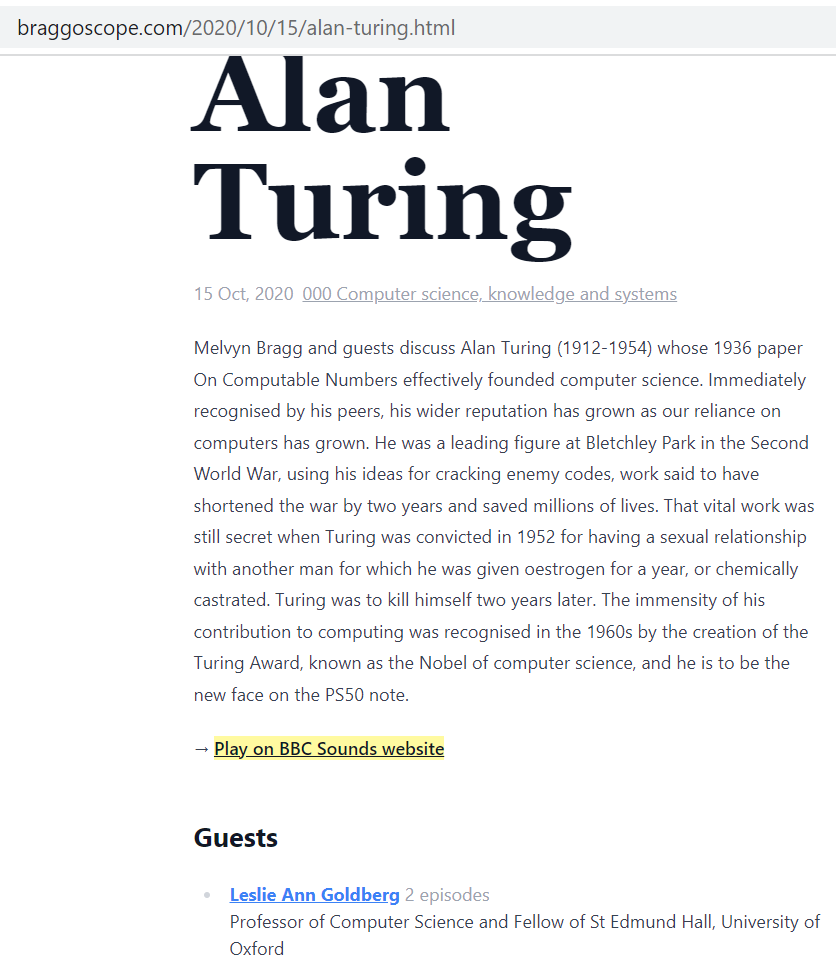 braggoscope.com/2020/10/15/alan-turing.html
Alan
Turing
15 Oct, 2020 000 Computer science, knowledge and systems
Melvyn Bragg and guests discuss Alan Turing (1912-1954) whose 1936 paper
On Computable Numbers effectively founded computer science. Immediately
recognised by his peers, his wider reputation has grown as our reliance on
computers has grown. He was a leading figure at Bletchley Park in the Second
World War, using his ideas for cracking enemy codes, work said to have
shortened the war by two years and saved millions of lives. That vital work was
still secret when Turing was convicted in 1952 for having a sexual relationship
with another man for which he was given oestrogen for a year, or chemically
castrated. Turing was to kill himself two years later. The immensity of his
contribution to computing was recognised in the 1960s by the creation of the
Turing Award, known as the Nobel of computer science, and he is to be the
new face on the PS50 note.
→ Play on BBC Sounds website
Guests
• Leslie Ann Goldberg 2 episodes
Professor of Computer Science and Fellow of St Edmund Hall, University of
Oxford